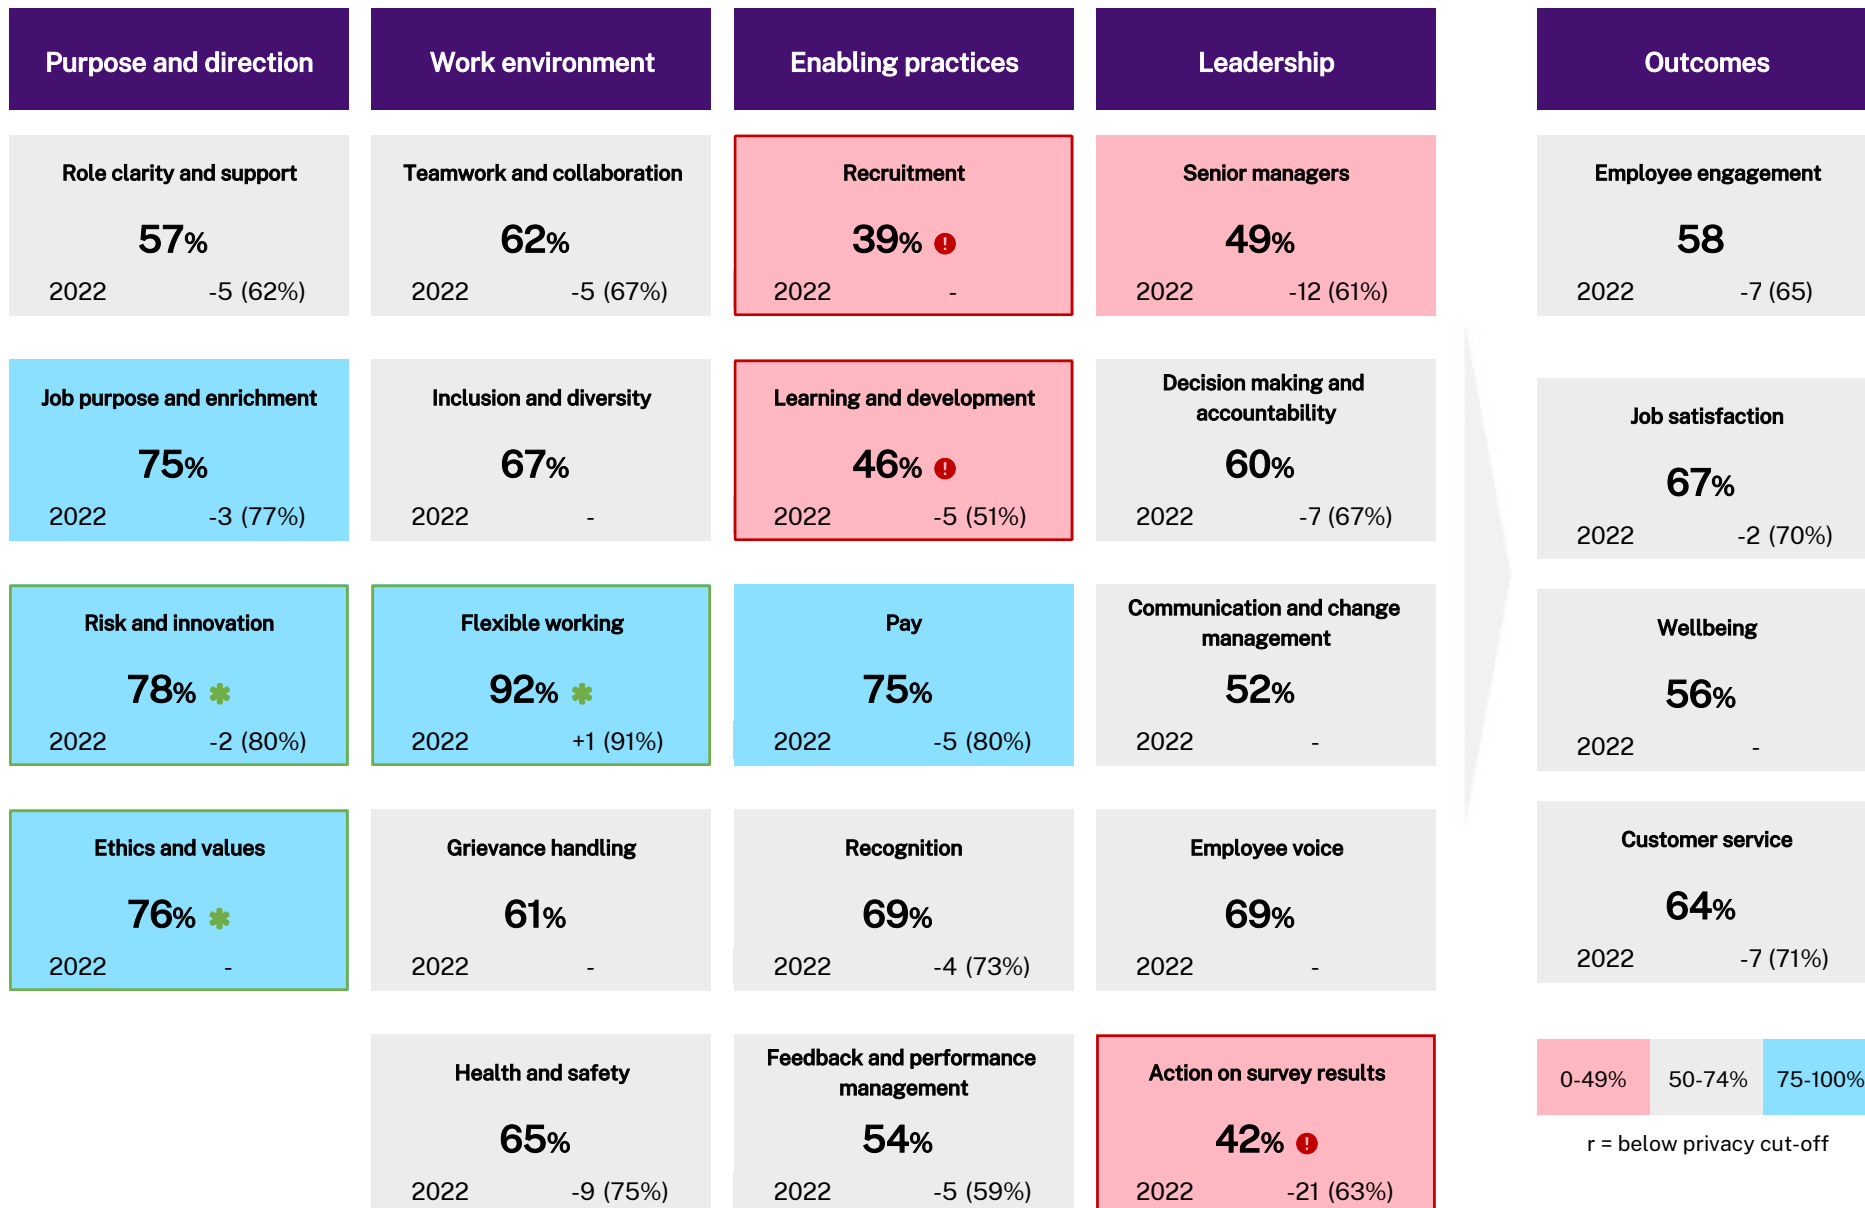 Purpose and direction
Role clarity and support
57%
2022 -5 (62%)
Job purpose and enrichment
75%
2022 -3 (77%)
Risk and innovation
78%
2022 -2 (80%)
Ethics and values
76%
2022 -
Work environment
Teamwork and collaboration
62%
2022 -5 (67%)
Inclusion and diversity
67%
2022 -
Flexible working
92%
2022 +1 (91%)
Grievance handling
61%
2022 -
Health and safety
65%
2022 -9 (75%)
Enabling practices
Recruitment
39% !
2022 -
Learning and development
46% !
2022 -5 (51%)
Pay
75%
2022 -5 (80%)
Recognition
69%
2022 -4 (73%)
Feedback and performance
management
54%
2022 -5 (59%)
Leadership
Senior managers
49%
2022 -12 (61%)
Decision making and
accountability
60%
2022 -7 (67%)
Communication and change
management
52%
2022 -
Employee voice
69%
2022 -
Action on survey results
42% !
2022 -21 (63%)
Outcomes
Employee engagement
58
2022 -7 (65)
Job satisfaction
67%
2022 -2 (70%)
Wellbeing
56%
2022 -
Customer service
64%
2022 -7 (71%)
0-49% 50-74% 75-100%
r = below privacy cut-off